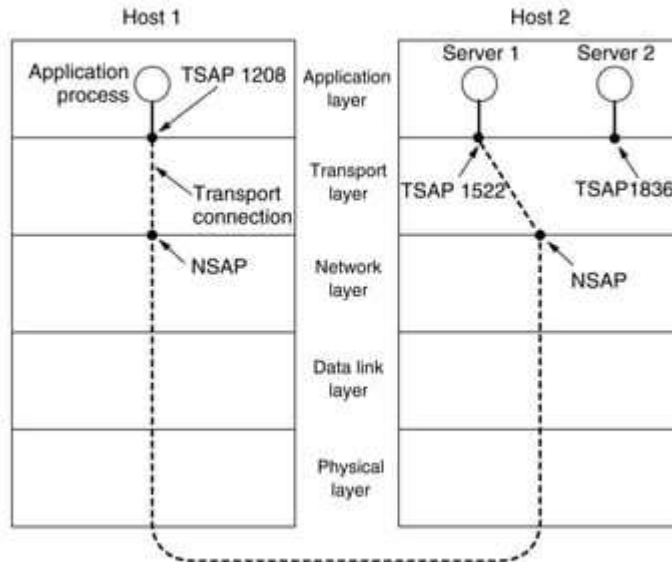 Host 1
Host 2
Application
process
TSAP 1208
Application
layer
Server 1
Server 2
Transport
connection
Transport
layer
TSAP 1522
TSAP1836
NSAP
Network
layer
NSAP
Data link
layer
Physical
layer